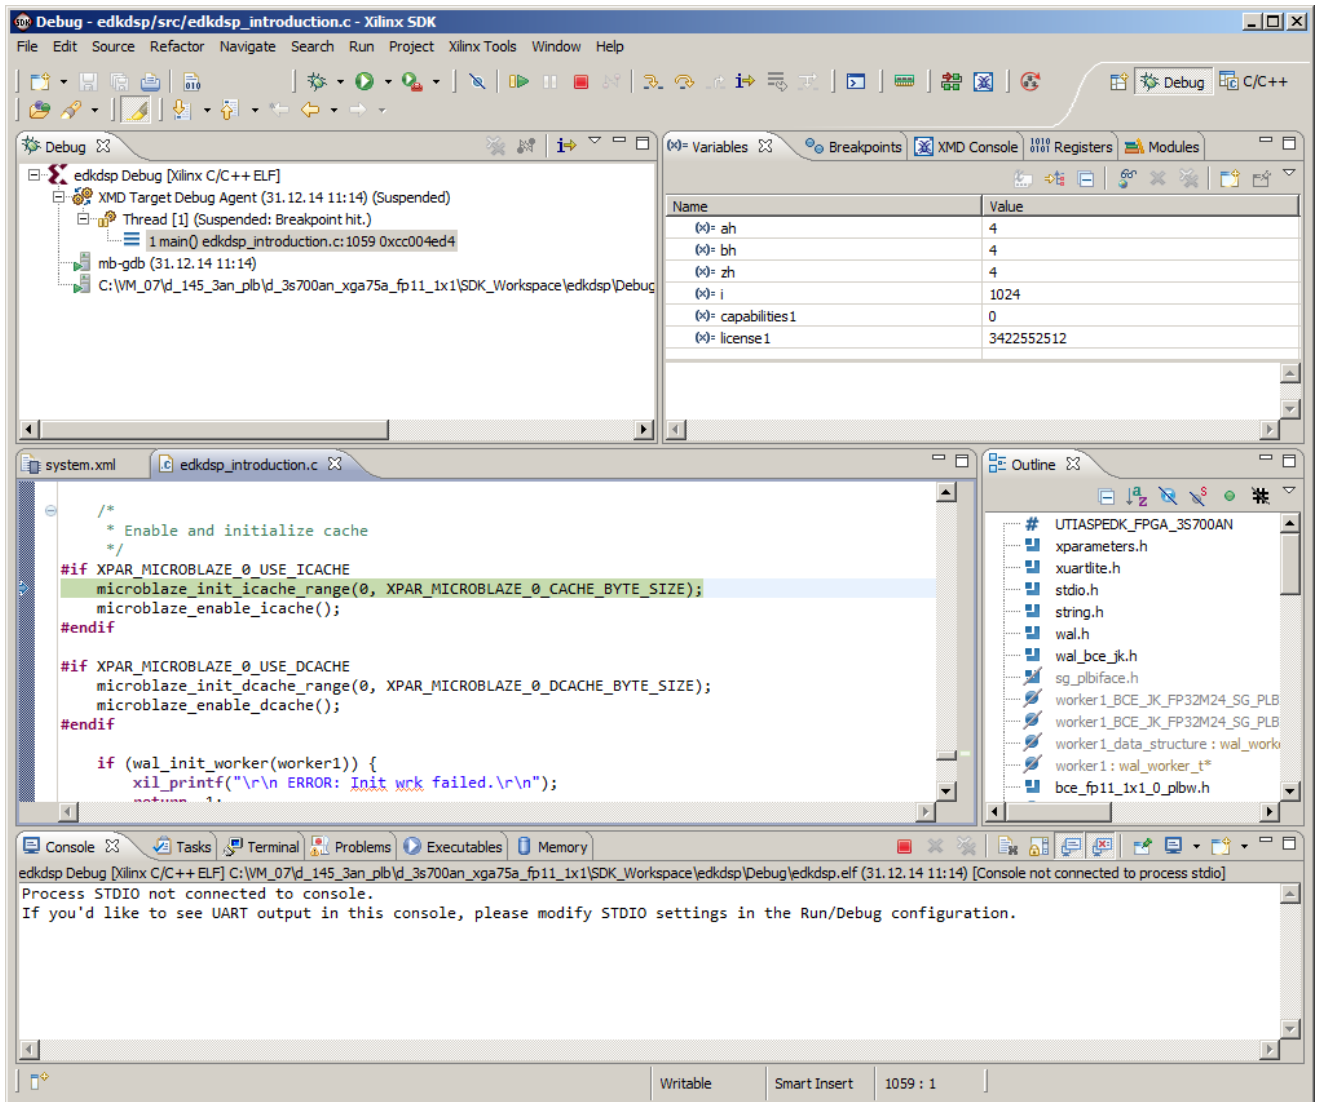 Debug - edkdsp/src/edkdsp_introduction.c - Xilinx SDK
File Edit Source Refactor Navigate Search Run Project Xilinx Tools Window Help
Debug C/C++
Debug
edkdsp Debug [Xilinx C/C++ ELF]
XMD Target Debug Agent (31.12.14 11:14) (Suspended)
Thread [1] (Suspended: Breakpoint hit.)
1 main() edkdsp_introduction.c:1059 0xcc004ed4
mb-gdb (31.12.14 11:14)
C:\VM_07\d_145_3an_plb\d_3s700an_xga75a_fp11_1x1\SDK_Workspace\edkdsp\Debug
(x)= Variables Breakpoints XMD Console Registers Modules
Name Value
(x)= ah 4
(x)= bh 4
(x)= zh 4
(x)= i 1024
(x)= capabilities1 0
(x)= license1 3422552512
system.xml edkdsp_introduction.c
/*
* Enable and initialize cache
*/
#if XPAR_MICROBLAZE_0_USE_ICACHE
microblaze_init_icache_range(0, XPAR_MICROBLAZE_0_CACHE_BYTE_SIZE);
microblaze_enable_icache();
#endif
#if XPAR_MICROBLAZE_0_USE_DCACHE
microblaze_init_dcache_range(0, XPAR_MICROBLAZE_0_DCACHE_BYTE_SIZE);
microblaze_enable_dcache();
#endif
if (wal_init_worker(worker1)) {
xil_printf("\r\n ERROR: Init wrk failed.\r\n");
Outline
UTIASPEDK_FPGA_3S700AN
xparameters.h
xuartlite.h
stdio.h
string.h
wal.h
wal_bce_jk.h
sg_plbiface.h
worker1_BCE_JK_FP32M24_SG_PLB
worker1_BCE_JK_FP32M24_SG_PLB
worker1_data_structure : wal_work
worker1 : wal_worker_t*
bce_fp11_1x1_0_plbw.h
Console Tasks Terminal Problems Executables Memory
edkdsp Debug [Xilinx C/C++ ELF] C:\VM_07\d_145_3an_plb\d_3s700an_xga75a_fp11_1x1\SDK_Workspace\edkdsp\Debug\edkdsp.elf (31.12.14 11:14) [Console not connected to process stdio]
Process STDIO not connected to console.
If you'd like to see UART output in this console, please modify STDIO settings in the Run/Debug configuration.
Writable Smart Insert 1059 : 1